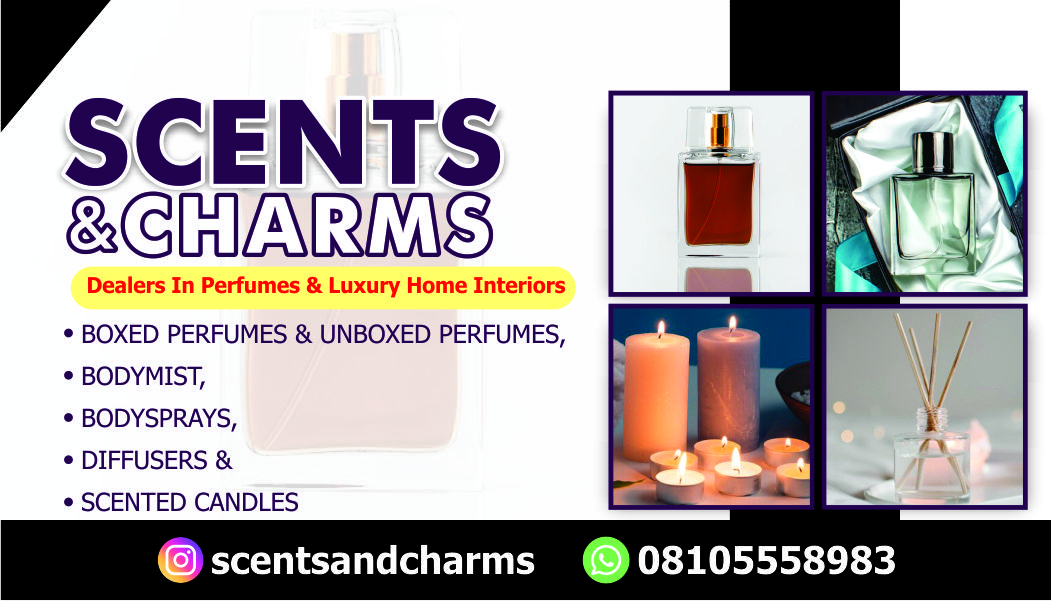 SCENTS
&CHARMS
Dealers In Perfumes & Luxury Home Interiors
• BOXED PERFUMES & UNBOXED PERFUMES,
• BODYMIST,
• BODYSPRAYS,
• DIFFUSERS &
• SCENTED CANDLES
scentsandcharms
08105558983